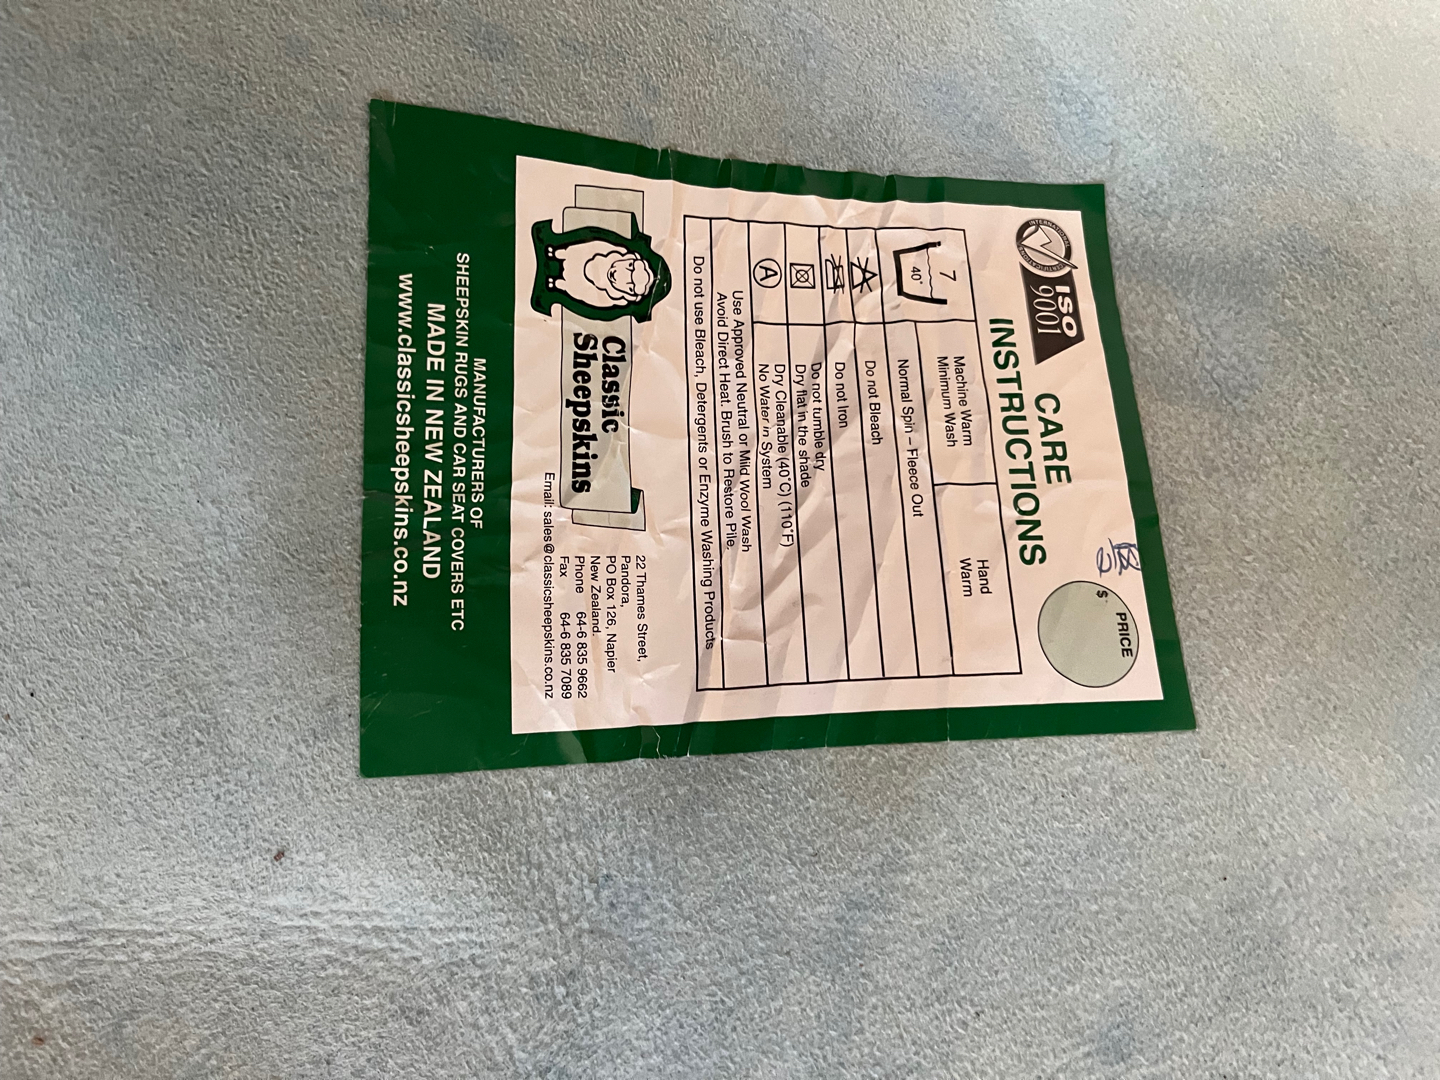 ISO
9001
INTERNATIONAL
CERTIFICATION
PRICE
$
CARE
INSTRUCTIONS
7
40°
Machine Warm
Minimum Wash
Hand
Warm
Normal Spin – Fleece Out
Do not Bleach
Do not Iron
Do not tumble dry
Dry flat in the shade
A
Dry Cleanable (40°C) (110°F)
No Water in System
Use Approved Neutral or Mild Wool Wash
Avoid Direct Heat. Brush to Restore Pile.
Do not use Bleach, Detergents or Enzyme Washing Products
Classic
Sheepskins
22 Thames Street,
Pandora,
PO Box 126, Napier
New Zealand.
Phone 64-6 835 9662
Fax 64-6 835 7089
Email: sales@classicsheepskins.co.nz
MANUFACTURERS OF
SHEEPSKIN RUGS AND CAR SEAT COVERS ETC
MADE IN NEW ZEALAND
www.classicsheepskins.co.nz